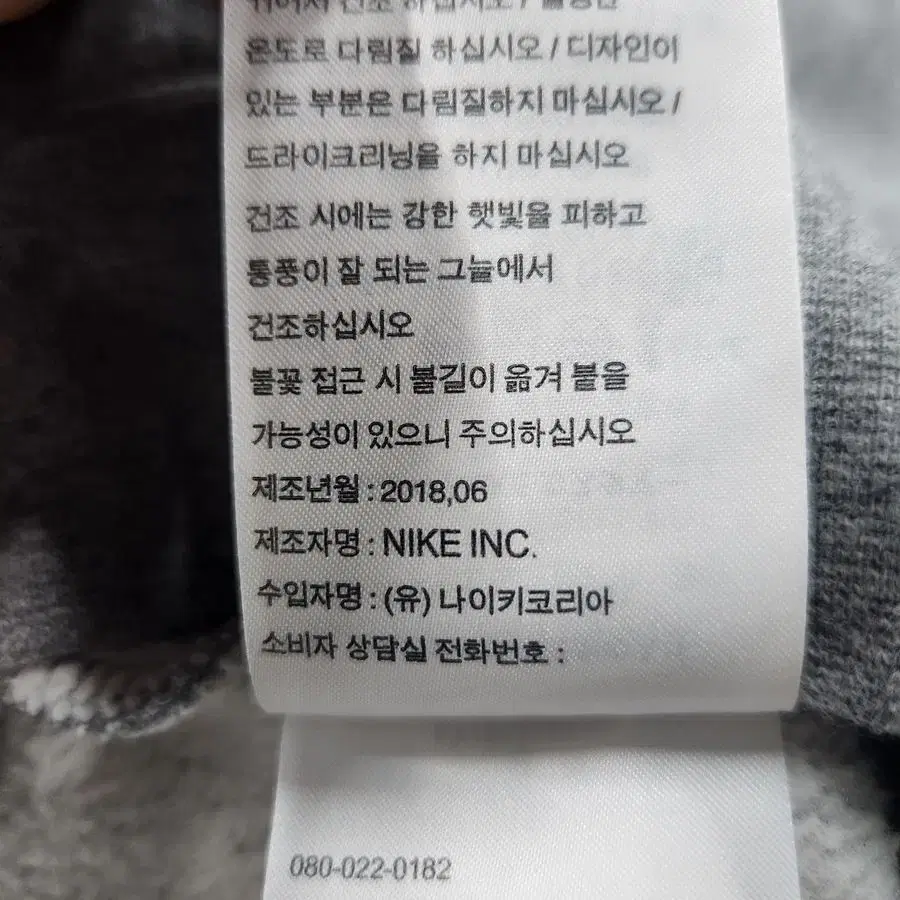 온도로 다림질 하십시오 / 디자인이
있는 부분은 다림질하지 마십시오 /
드라이크리닝을 하지 마십시오
건조 시에는 강한 햇빛을 피하고
통풍이 잘 되는 그늘에서
건조하십시오
불꽃 접근 시 불길이 옮겨 붙을
가능성이 있으니 주의하십시오
제조년월 : 2018,06
제조자명 : NIKE INC.
수입자명 : (유) 나이키코리아
소비자 상담실 전화번호 :
080-022-0182